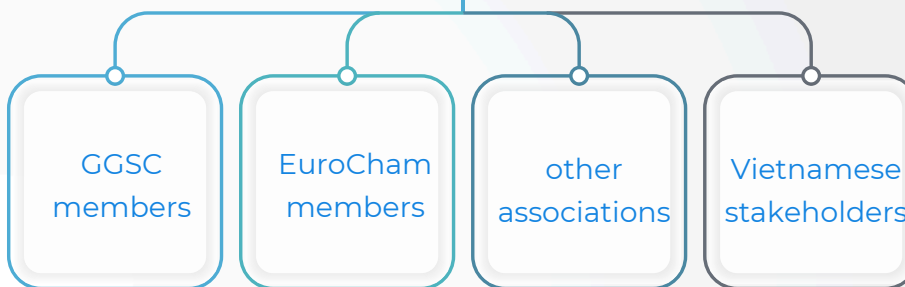 GGSC
members
EuroCham
members
other
associations
Vietnamese
stakeholders